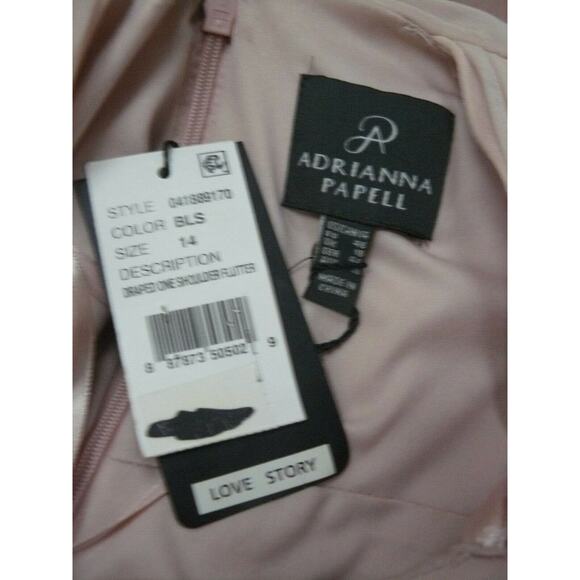 STYLE 041889170
COLOR BLS
SIZE 14
DESCRIPTION
DRAPED ONE SHOULDER FLUTTER
8 87873 50502 9
LOVE STORY
ADRIANNA
PAPELL
MADE IN
CHINA